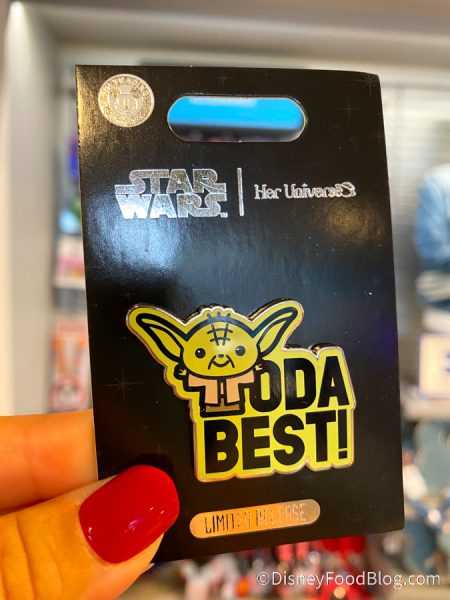 STAR WARS
Her Universe
ODA
BEST!
LIMITED RELEASE
©DisneyFoodBlog.com